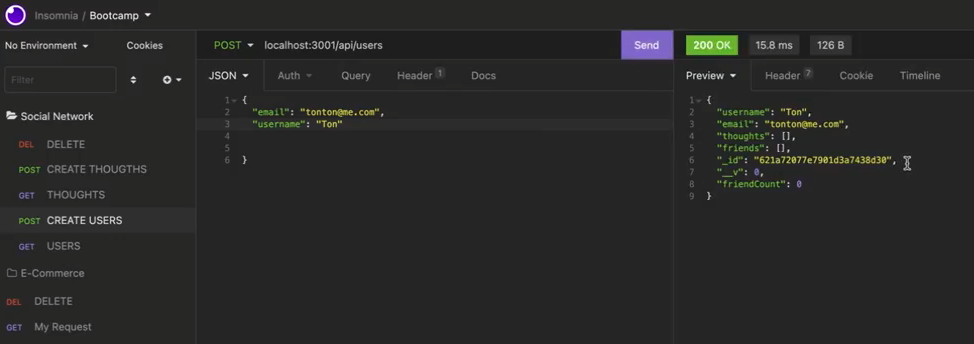 Insomnia / Bootcamp
No Environment
Cookies
Filter
Social Network
DEL DELETE
POST CREATE THOUGTHS
GET THOUGHTS
POST CREATE USERS
GET USERS
E-Commerce
DEL DELETE
GET My Request
POST localhost:3001/api/users Send
JSON Auth Query Header 1 Docs
1 {
2 "email": "tonton@me.com",
3 "username": "Ton"
4
5
6 }
200 OK 15.8 ms 126 B
Preview Header 7 Cookie Timeline
1 {
2 "username": "Ton",
3 "email": "tonton@me.com",
4 "thoughts": [],
5 "friends": [],
6 "_id": "621a72077e7901d3a7438d30",
7 "__v": 0,
8 "friendCount": 0
9 }